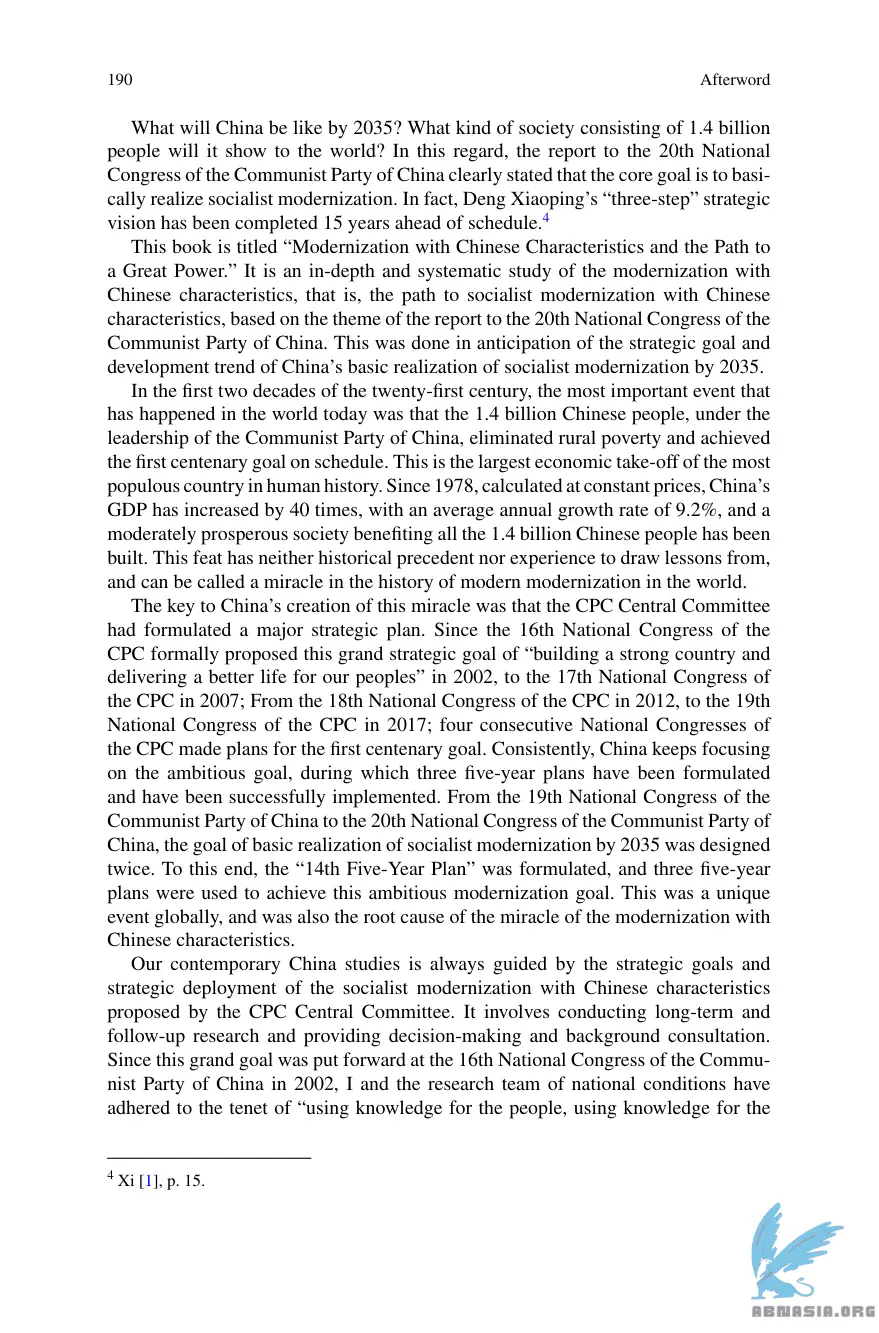 190
Afterword
What will China be like by 2035? What kind of society consisting of 1.4 billion
people will it show to the world? In this regard, the report to the 20th National
Congress of the Communist Party of China clearly stated that the core goal is to basi-
cally realize socialist modernization. In fact, Deng Xiaoping’s “three-step” strategic
vision has been completed 15 years ahead of schedule.4
This book is titled “Modernization with Chinese Characteristics and the Path to
a Great Power.” It is an in-depth and systematic study of the modernization with
Chinese characteristics, that is, the path to socialist modernization with Chinese
characteristics, based on the theme of the report to the 20th National Congress of the
Communist Party of China. This was done in anticipation of the strategic goal and
development trend of China’s basic realization of socialist modernization by 2035.
In the first two decades of the twenty-first century, the most important event that
has happened in the world today was that the 1.4 billion Chinese people, under the
leadership of the Communist Party of China, eliminated rural poverty and achieved
the first centenary goal on schedule. This is the largest economic take-off of the most
populous country in human history. Since 1978, calculated at constant prices, China’s
GDP has increased by 40 times, with an average annual growth rate of 9.2%, and a
moderately prosperous society benefiting all the 1.4 billion Chinese people has been
built. This feat has neither historical precedent nor experience to draw lessons from,
and can be called a miracle in the history of modern modernization in the world.
The key to China’s creation of this miracle was that the CPC Central Committee
had formulated a major strategic plan. Since the 16th National Congress of the
CPC formally proposed this grand strategic goal of “building a strong country and
delivering a better life for our peoples” in 2002, to the 17th National Congress of
the CPC in 2007; From the 18th National Congress of the CPC in 2012, to the 19th
National Congress of the CPC in 2017; four consecutive National Congresses of
the CPC made plans for the first centenary goal. Consistently, China keeps focusing
on the ambitious goal, during which three five-year plans have been formulated
and have been successfully implemented. From the 19th National Congress of the
Communist Party of China to the 20th National Congress of the Communist Party of
China, the goal of basic realization of socialist modernization by 2035 was designed
twice. To this end, the “14th Five-Year Plan” was formulated, and three five-year
plans were used to achieve this ambitious modernization goal. This was a unique
event globally, and was also the root cause of the miracle of the modernization with
Chinese characteristics.
Our contemporary China studies is always guided by the strategic goals and
strategic deployment of the socialist modernization with Chinese characteristics
proposed by the CPC Central Committee. It involves conducting long-term and
follow-up research and providing decision-making and background consultation.
Since this grand goal was put forward at the 16th National Congress of the Commu-
nist Party of China in 2002, I and the research team of national conditions have
adhered to the tenet of “using knowledge for the people, using knowledge for the
4 Xi [1], p. 15.
ABNASIA.ORG